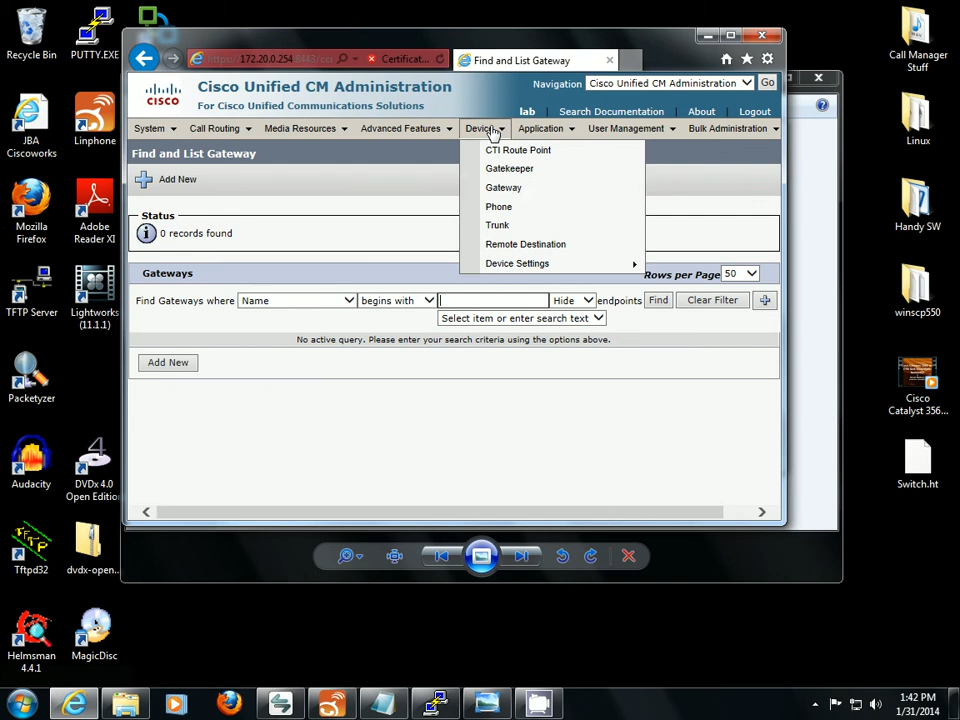 Recycle Bin
PUTTY.EXE
JBA Ciscoworks
Linphone
Mozilla Firefox
Adobe Reader XI
TFTP Server
Lightworks (11.1.1)
Packetyzer
Audacity
DVDx 4.0 Open Edition
Tftpd32
dvdx-open...
Helmsman 4.4.1
MagicDisc
172.20.0.254
Certificat...
Find and List Gateway
CISCO
Cisco Unified CM Administration
For Cisco Unified Communications Solutions
Navigation
Cisco Unified CM Administration
Go
lab
Search Documentation
About
Logout
System
Call Routing
Media Resources
Advanced Features
Application
User Management
Bulk Administration
Find and List Gateway
Add New
CTI Route Point
Gatekeeper
Gateway
Phone
Trunk
Remote Destination
Device Settings
Status
0 records found
Gateways
Rows per Page 50
Find Gateways where Name begins with Hide endpoints Find Clear Filter
Select item or enter search text
No active query. Please enter your search criteria using the options above.
Add New
Call Manager Stuff
Linux
Handy SW
winscp550
Cisco Catalyst 356...
Switch.ht
1:42 PM
1/31/2014